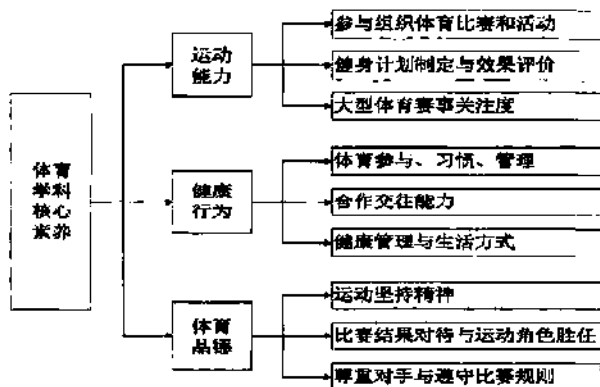 体育
学科
核心
素养
运动
能力
参与组织体育比赛和活动
健身计划制定与效果评价
大型体育赛事关注度
健康
行为
体育参与、习惯、管理
合作交往能力
健康管理与生活方式
体育
品德
运动坚持精神
比赛结果对待与运动角色胜任
尊重对手与遵守比赛规则